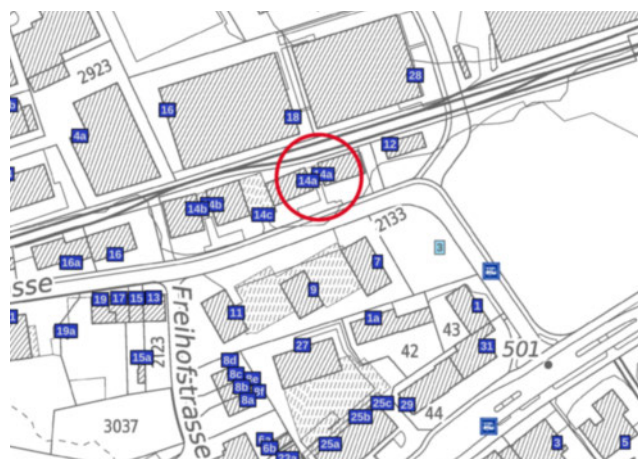 2923
28
16
18
4a
12
14a
14a
14b
4b
14c
2133
16
16a
3
7
9
11
1
1a
43
31
501
19
17
15
13
19a
15a
2123
sse
Freihofstrasse
27
42
8d
8c
8e
8b
8f
8a
25c
29
25b
44
3037
6a
6b
25a
3
5